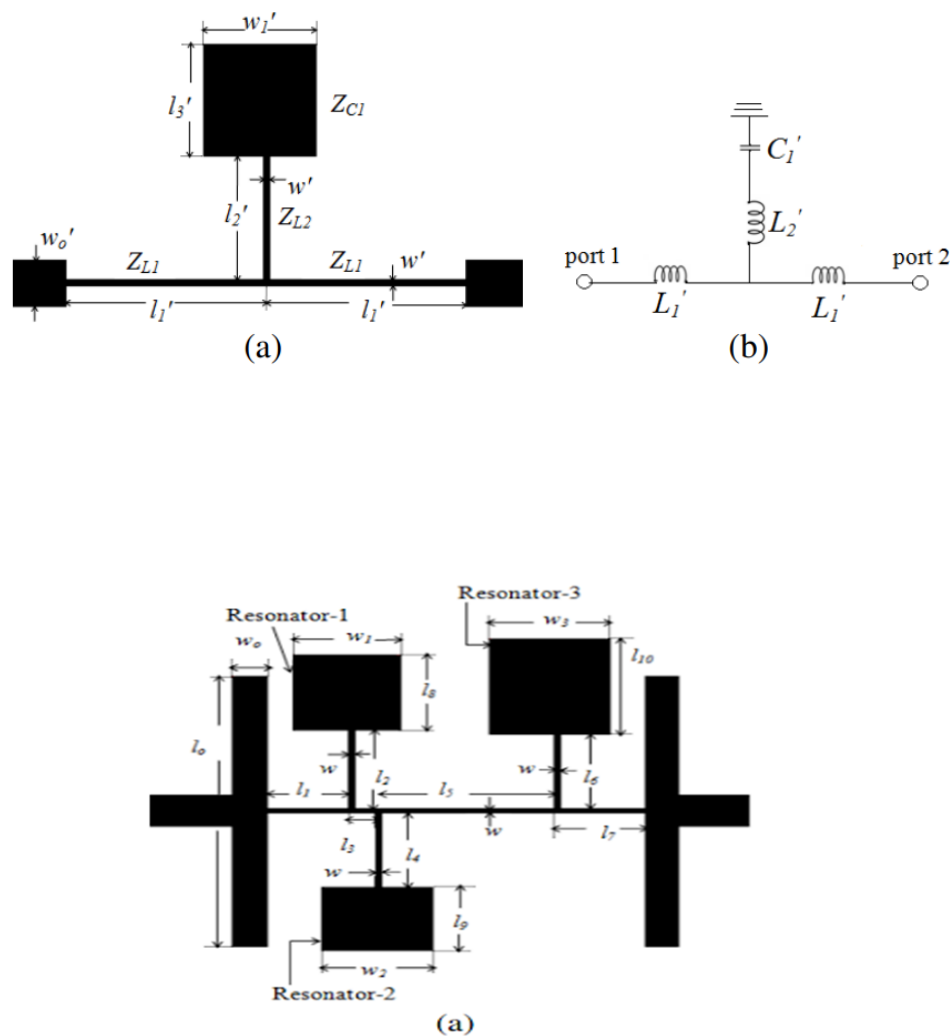 w1'
l3'
ZC1
w'
l2'
ZL2
wo'
ZL1
ZL1
w'
l1'
l1'
(a)
C1'
L2'
port 1
port 2
L1'
L1'
(b)
Resonator-3
Resonator-1
w3
wo
w1
l10
l8
lo
w
l2
w
l6
l1
l5
w
l7
l3
l4
w
l9
w2
Resonator-2
(a)